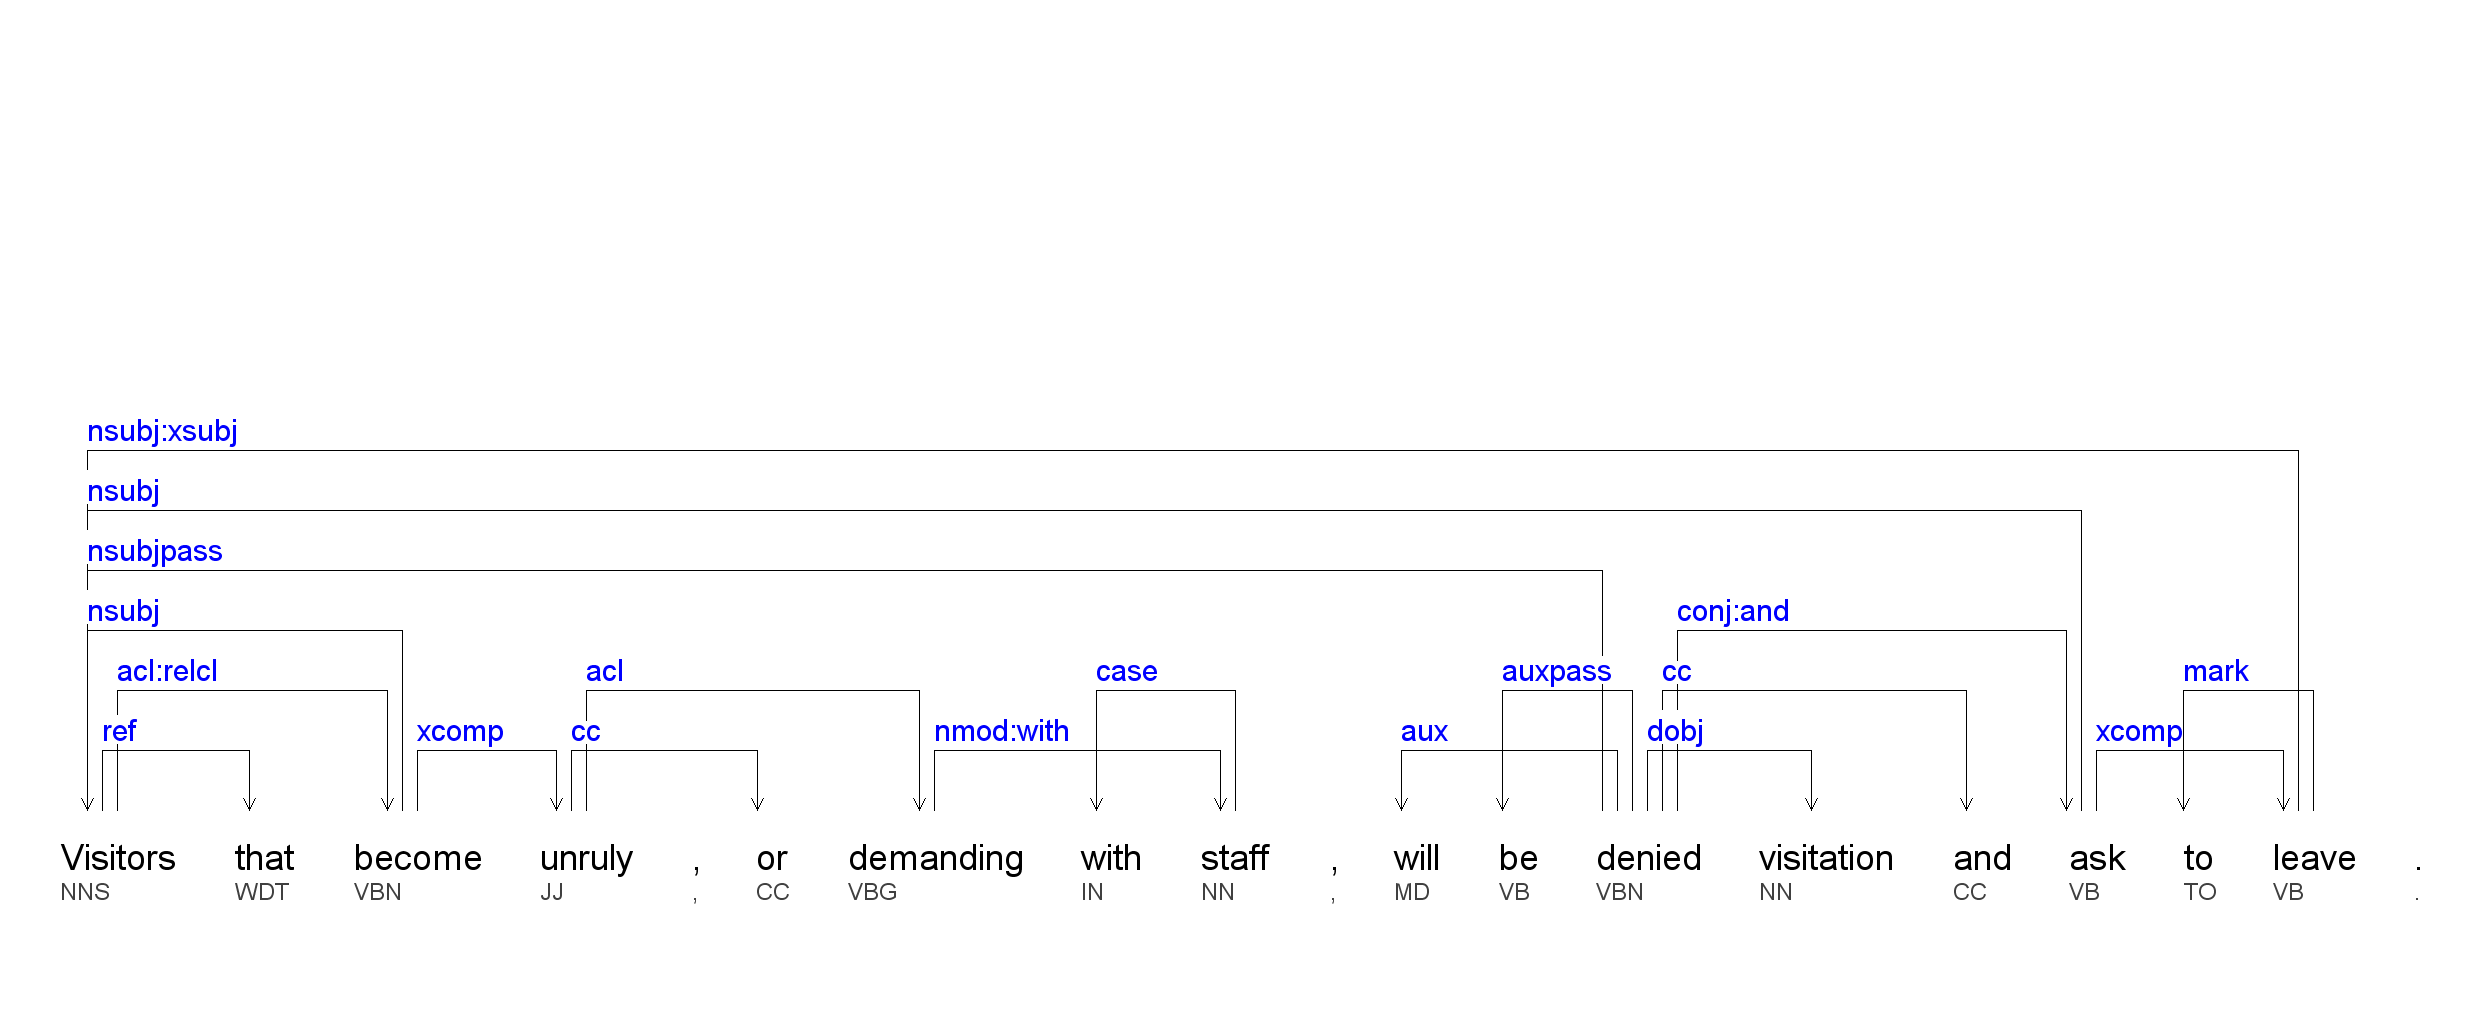 nsubj:xsubj
nsubj
nsubjpass
nsubj conj:and
acl:relcl acl case auxpass cc mark
ref xcomp cc nmod:with aux dobj xcomp
Visitors that become unruly , or demanding with staff , will be denied visitation and ask to leave .
NNS WDT VBN JJ , CC VBG IN NN , MD VB VBN NN CC VB TO VB .